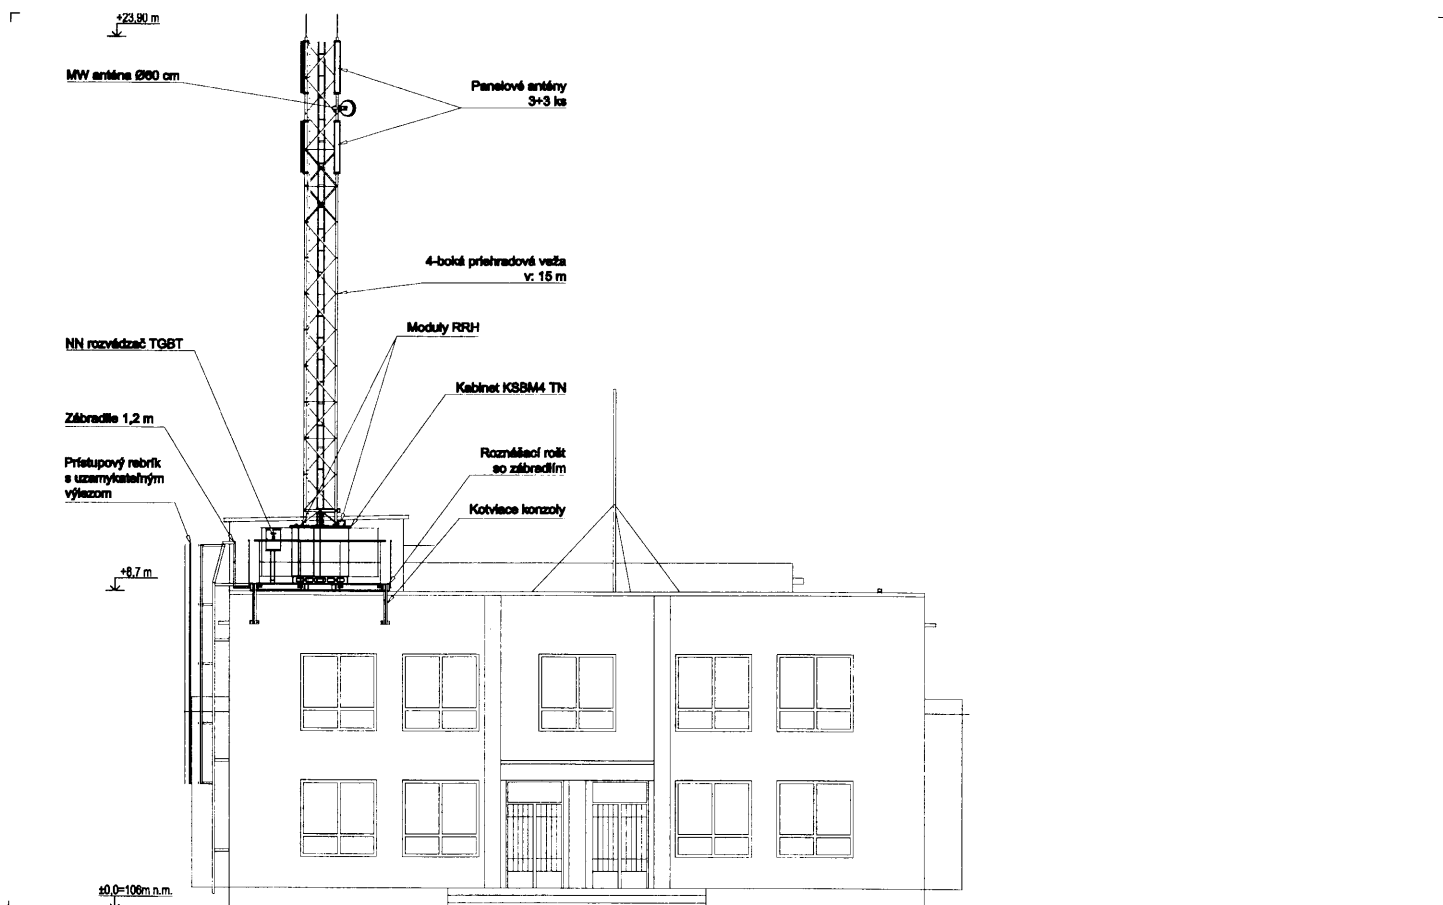 +23,90 m
MW anténa Ø60 cm
Panelové antény
3+3 ks
4-boká priehradová veža
v: 15 m
Moduly RRH
NN rozvádzač TGBT
Kabinet KSBM4 TN
Zábradlie 1,2 m
Roznášací rošt
so zábradlím
Prístupový rebrík
s uzamykateľným
výlezom
Kotviace konzoly
+8,7 m
±0,0=106m n.m.